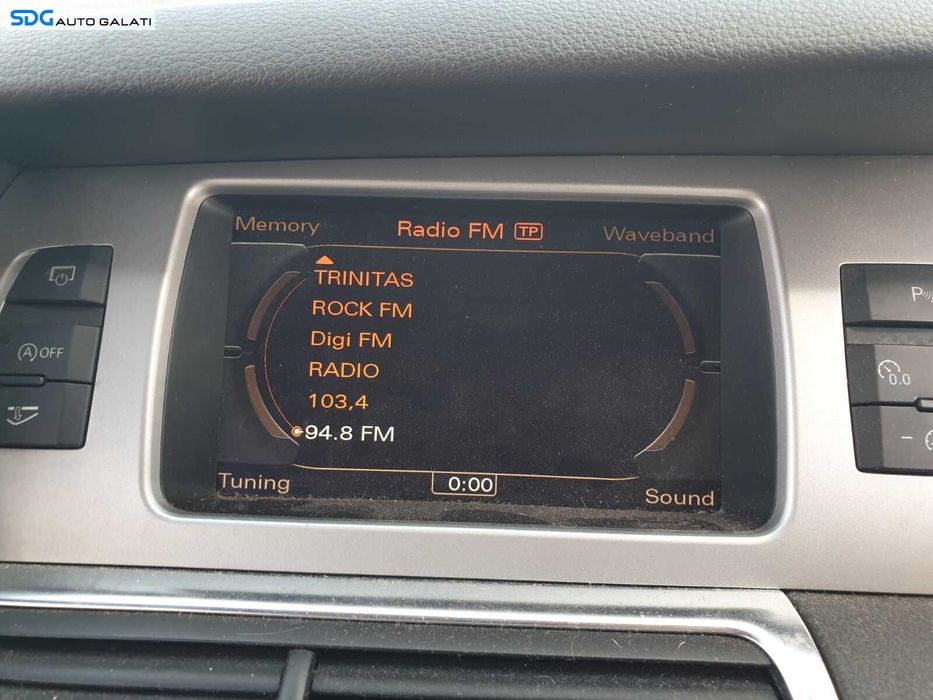 SDG AUTO GALATI
Memory
Radio FM TP
Waveband
TRINITAS
ROCK FM
Digi FM
RADIO
103,4
94.8 FM
Tuning
0:00
Sound
A OFF
P
0.0